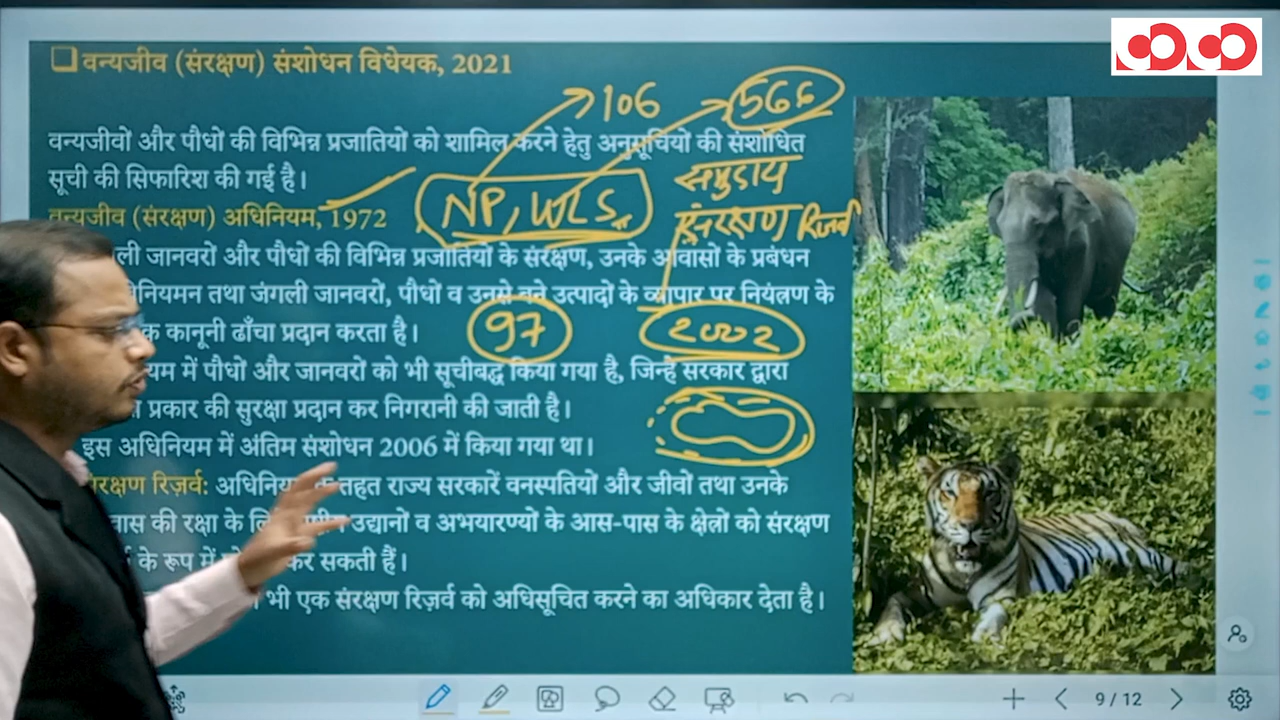 वन्यजीव (संरक्षण) संशोधन विधेयक, 2021
106
566
वन्यजीवों और पौधों की विभिन्न प्रजातियों को शामिल करने हेतु अनुसूचियों की संशोधित
सूची की सिफारिश की गई है।
समुदाय
NP, WLS
संरक्षण रिजर्व
वन्यजीव (संरक्षण) अधिनियम, 1972
ली जानवरों और पौधों की विभिन्न प्रजातियों के संरक्षण, उनके आवासों के प्रबंधन
नियमन तथा जंगली जानवरों, पौधों व उनसे बने उत्पादों के व्यापार पर नियंत्रण के
क कानूनी ढाँचा प्रदान करता है।
97
2002
यम में पौधों और जानवरों को भी सूचीबद्ध किया गया है, जिन्हें सरकार द्वारा
प्रकार की सुरक्षा प्रदान कर निगरानी की जाती है।
इस अधिनियम में अंतिम संशोधन 2006 में किया गया था।
रक्षण रिज़र्व: तहत राज्य सरकारें वनस्पतियों और जीवों तथा उनके
वास की रक्षा के उद्यानों व अभयारण्यों के आस-पास के क्षेत्रों को संरक्षण
के रूप में कर सकती हैं।
भी एक संरक्षण रिज़र्व को अधिसूचित करने का अधिकार देता है।
9 / 12